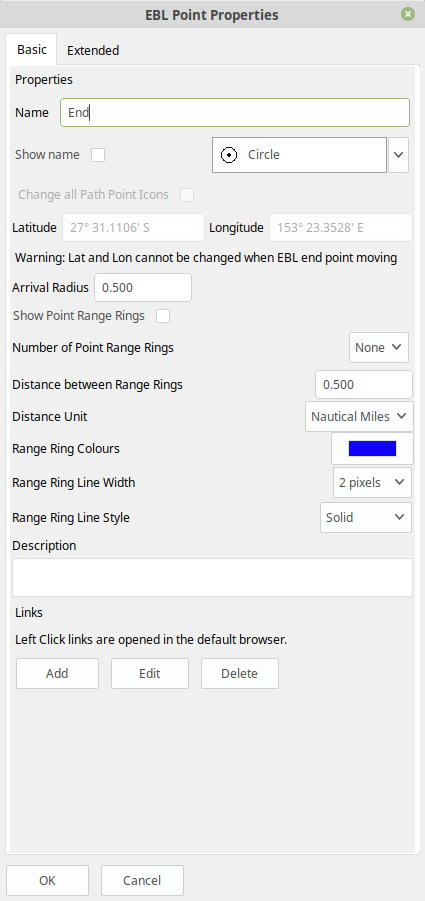 EBL Point Properties
Basic Extended
Properties
Name End
Show name Circle
Change all Path Point Icons
Latitude 27° 31.1106' S Longitude 153° 23.3528' E
Warning: Lat and Lon cannot be changed when EBL end point moving
Arrival Radius 0.500
Show Point Range Rings
Number of Point Range Rings None
Distance between Range Rings 0.500
Distance Unit Nautical Miles
Range Ring Colours
Range Ring Line Width 2 pixels
Range Ring Line Style Solid
Description
Links
Left Click links are opened in the default browser.
Add Edit Delete
OK Cancel